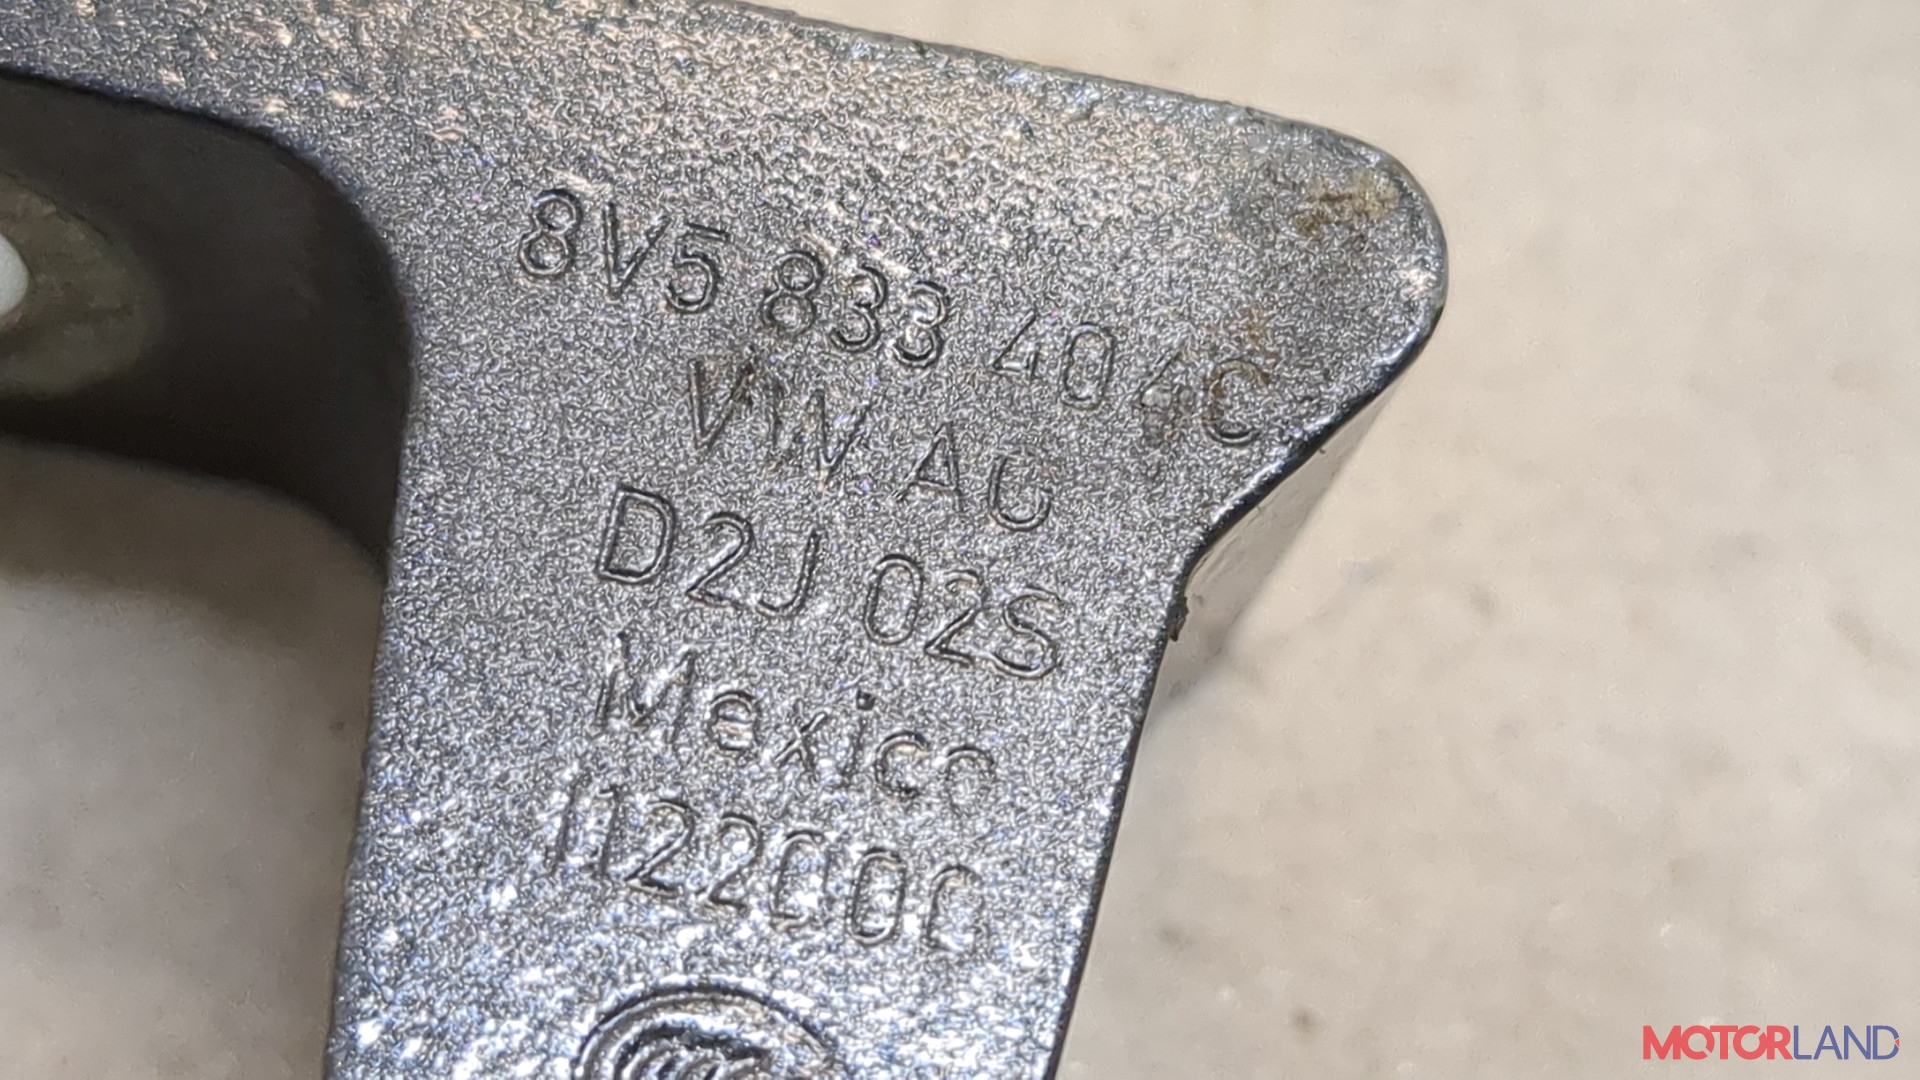 8V5 833 404C
VW AG
D2J 02S
Mexico
1122000
MOTORLAND